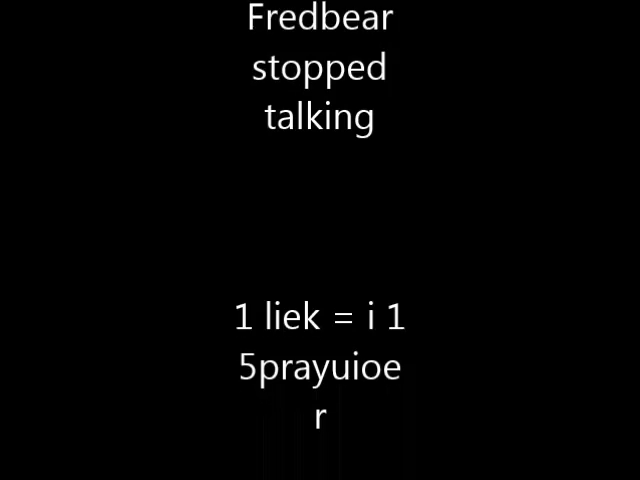 Fredbear
stopped
talking
1 liek = i 1
5prayuioe
r